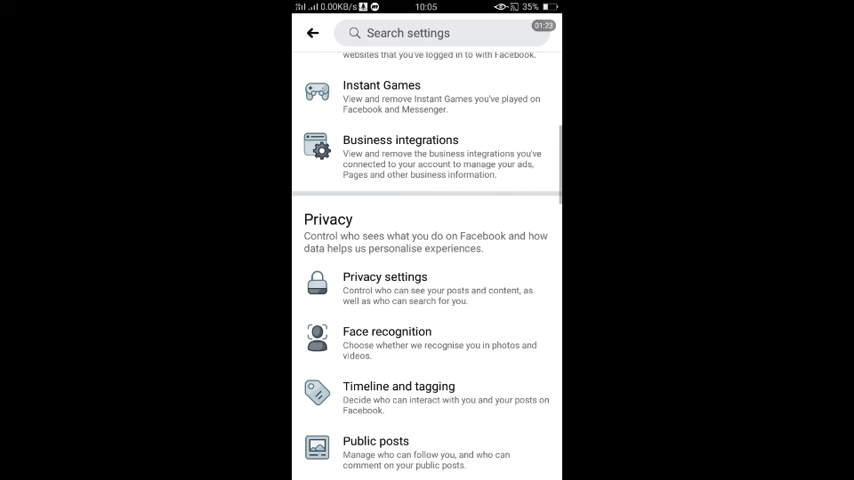 0.00KB/s
10:05
35%
Search settings
01:23
websites that you've logged in to with Facebook.
Instant Games
View and remove Instant Games you've played on
Facebook and Messenger.
Business integrations
View and remove the business integrations you've
connected to your account to manage your ads,
Pages and other business information.
Privacy
Control who sees what you do on Facebook and how
data helps us personalise experiences.
Privacy settings
Control who can see your posts and content, as
well as who can search for you.
Face recognition
Choose whether we recognise you in photos and
videos.
Timeline and tagging
Decide who can interact with you and your posts on
Facebook.
Public posts
Manage who can follow you, and who can
comment on your public posts.